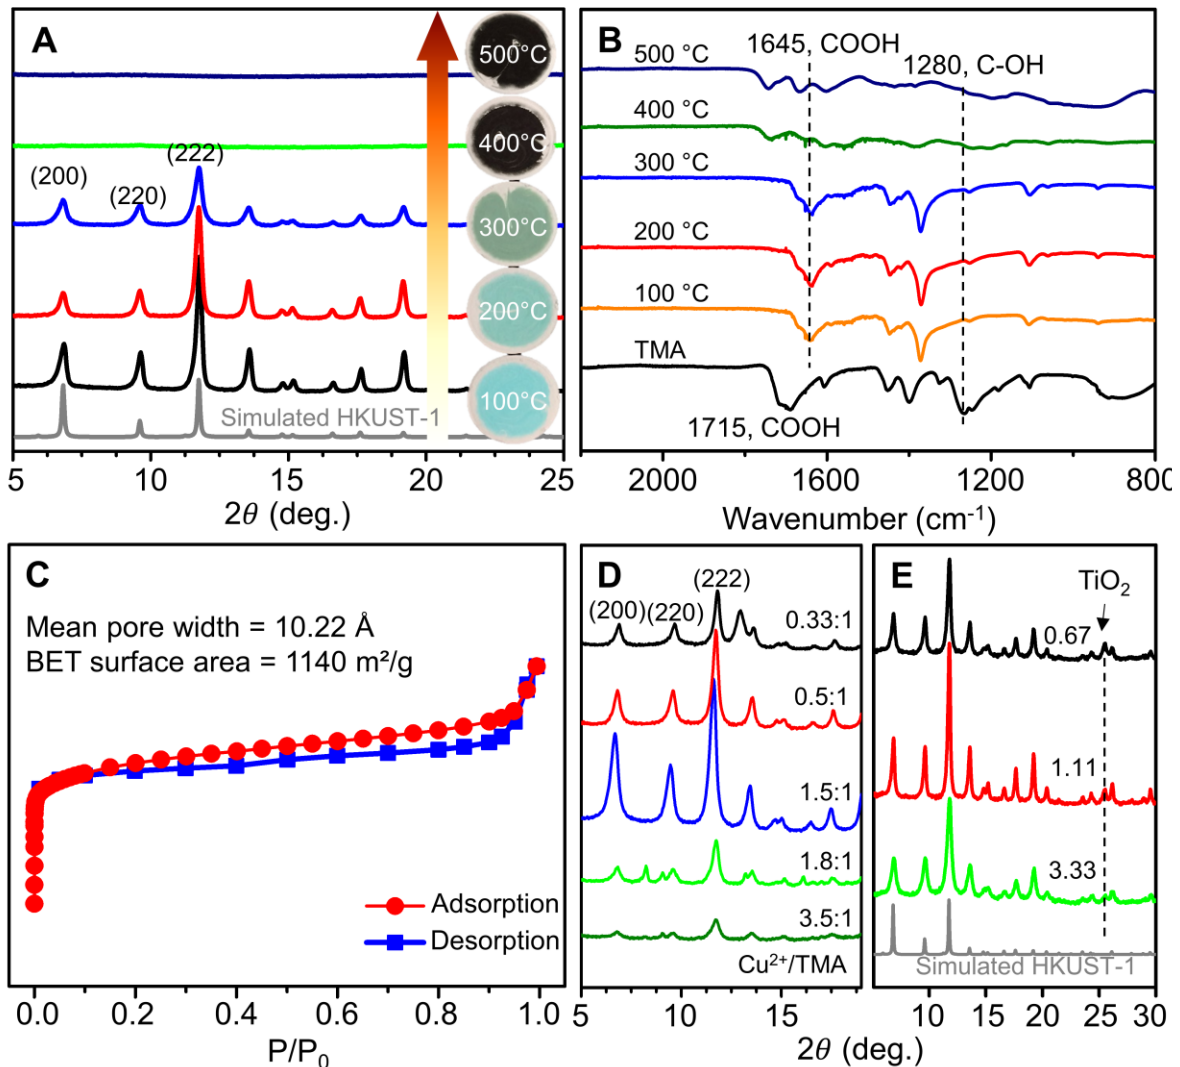 A
500°C
400°C
(222)
(200)
(220)
300°C
200°C
100°C
Simulated HKUST-1
5 10 15 20 25
2θ (deg.)
B
1645, COOH
1280, C-OH
500 °C
400 °C
300 °C
200 °C
100 °C
TMA
1715, COOH
2000 1600 1200 800
Wavenumber (cm⁻¹)
C
Mean pore width = 10.22 Å
BET surface area = 1140 m²/g
Adsorption
Desorption
0.0 0.2 0.4 0.6 0.8 1.0
P/P₀
D
(222)
(200)
(220)
0.33:1
0.5:1
1.5:1
1.8:1
3.5:1
Cu²⁺/TMA
5 10 15
E
TiO₂
0.67
1.11
3.33
Simulated HKUST-1
10 15 20 25 30
2θ (deg.)